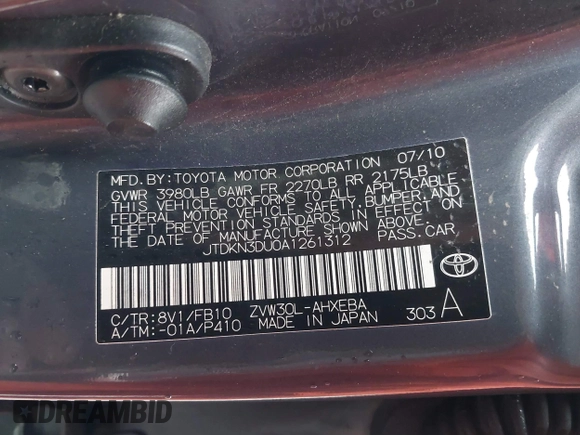 MFD. BY: TOYOTA MOTOR CORPORATION 07/10
GVWR 3980LB GAWR FR 2270LB RR 2175LB
THIS VEHICLE CONFORMS TO ALL APPLICABLE
FEDERAL MOTOR VEHICLE SAFETY, BUMPER, AND
THEFT PREVENTION STANDARDS IN EFFECT ON
THE DATE OF MANUFACTURE SHOWN ABOVE.
JTDKN3DU0A1261312 PASS. CAR
C/TR: 8V1/FB10 ZVW30L-AHXEBA
A/TM: -01A/P410 MADE IN JAPAN 303 A
TOYOTA
DREAMBID